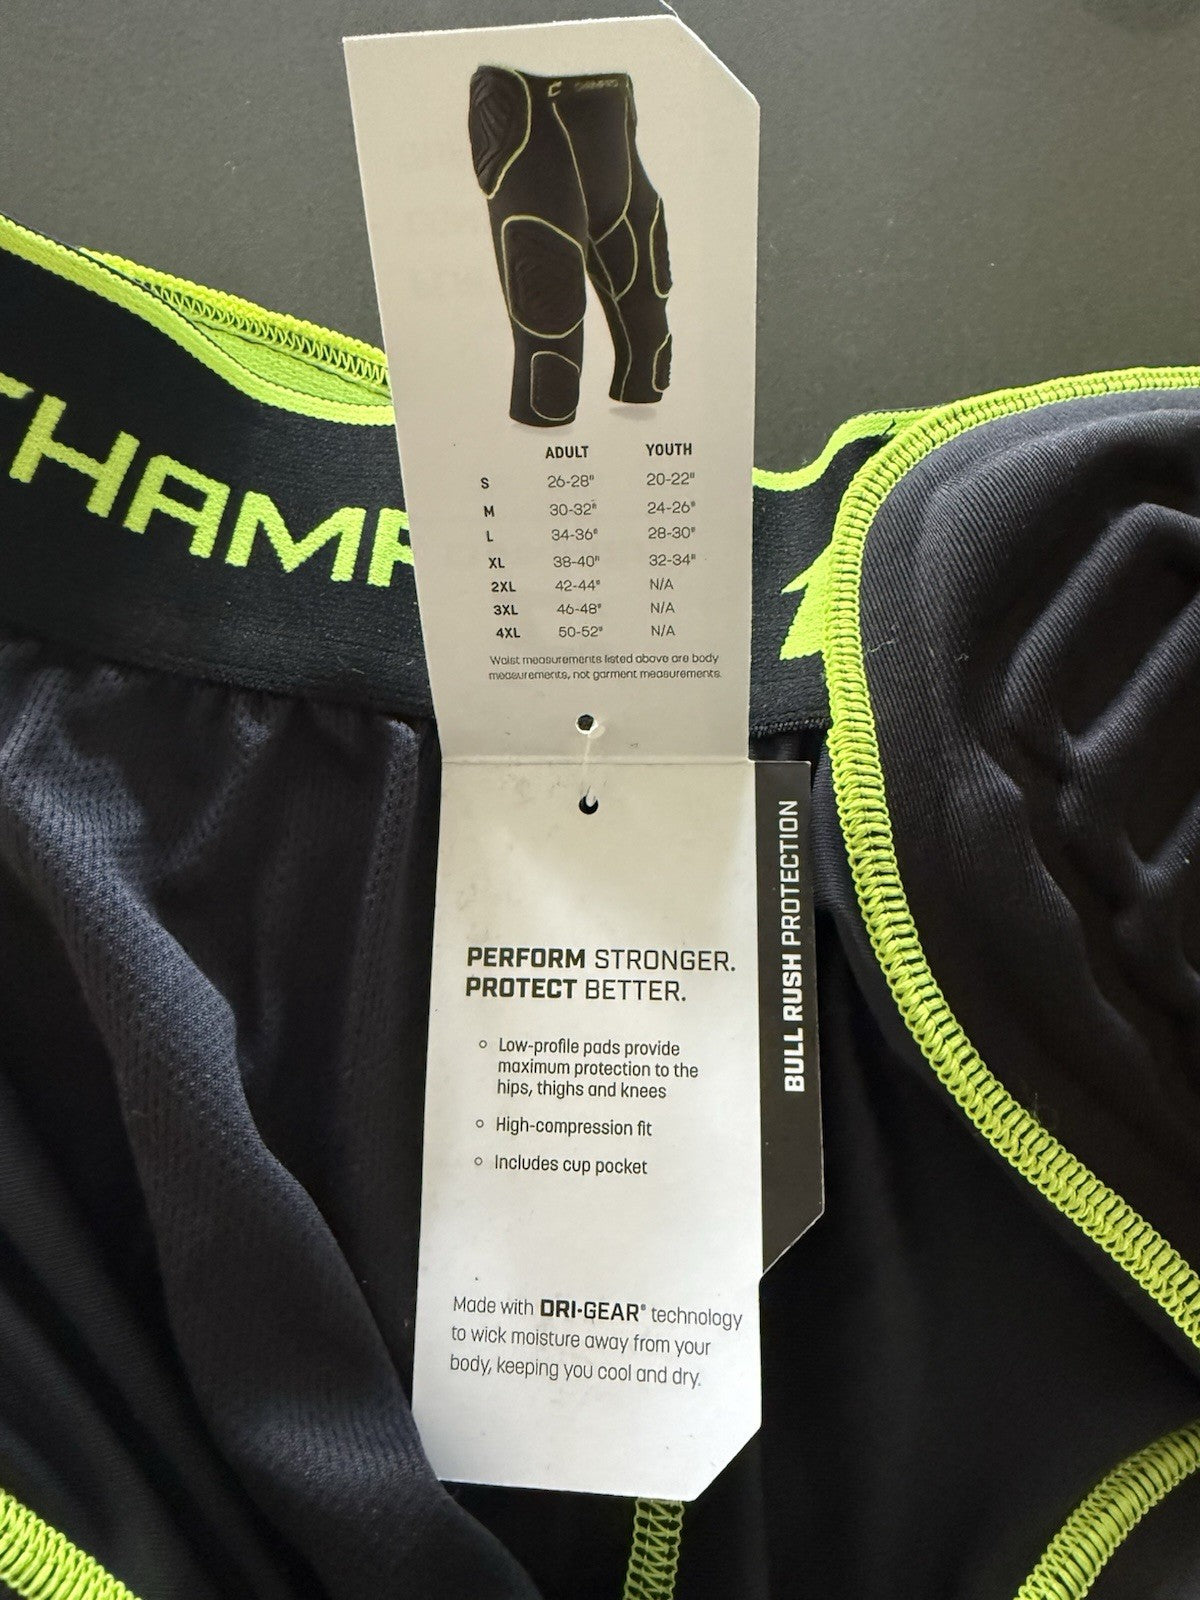 ADULT YOUTH
S 26-28" 20-22"
M 30-32" 24-26"
L 34-36" 28-30"
XL 38-40" 32-34"
2XL 42-44" N/A
3XL 46-48" N/A
4XL 50-52" N/A
Waist measurements listed above are body
measurements, not garment measurements.
CHAMP
PERFORM STRONGER.
PROTECT BETTER.
Low-profile pads provide
maximum protection to the
hips, thighs and knees
High-compression fit
Includes cup pocket
Made with DRI-GEAR® technology
to wick moisture away from your
body, keeping you cool and dry.
BULL RUSH PROTECTION